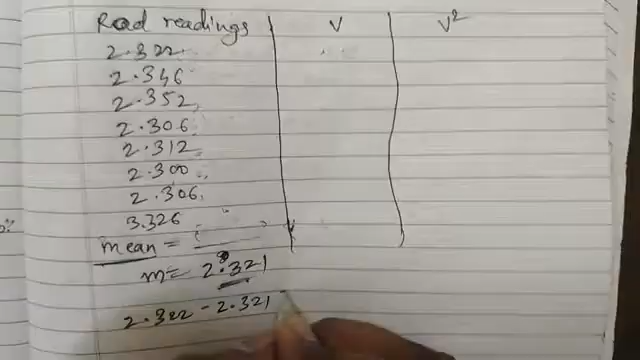 Rod readings V V²
2.322
2.346
2.352
2.306
2.312
2.300
2.306
3.326
mean =
m = 2.321
2.322 - 2.321